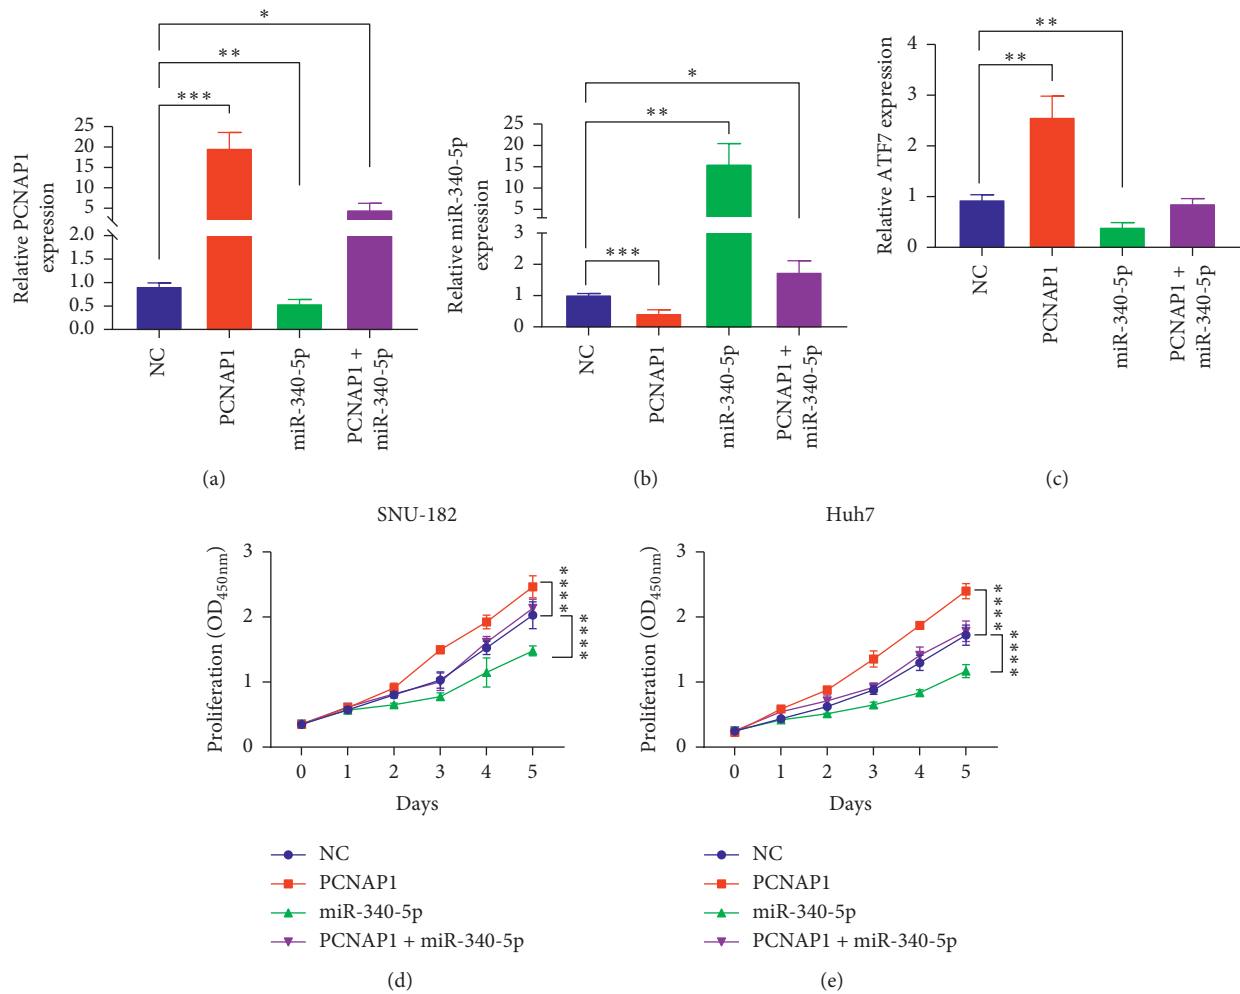 *
**
***
25
20
15
10
5
2.0
1.5
1.0
0.5
0.0
Relative PCNAP1
expression
NC
PCNAP1
miR-340-5p
PCNAP1 +
miR-340-5p
(a)
*
**
***
25
20
15
10
5
3
2
1
0
Relative miR-340-5p
expression
NC
PCNAP1
miR-340-5p
PCNAP1 +
miR-340-5p
(b)
**
**
4
3
2
1
0
Relative ATF7 expression
NC
PCNAP1
miR-340-5p
PCNAP1 +
miR-340-5p
(c)
SNU-182
3
2
1
0
Proliferation (OD450nm)
****
****
0 1 2 3 4 5
Days
NC
PCNAP1
miR-340-5p
PCNAP1 + miR-340-5p
(d)
Huh7
3
2
1
0
Proliferation (OD450nm)
****
****
0 1 2 3 4 5
Days
NC
PCNAP1
miR-340-5p
PCNAP1 + miR-340-5p
(e)